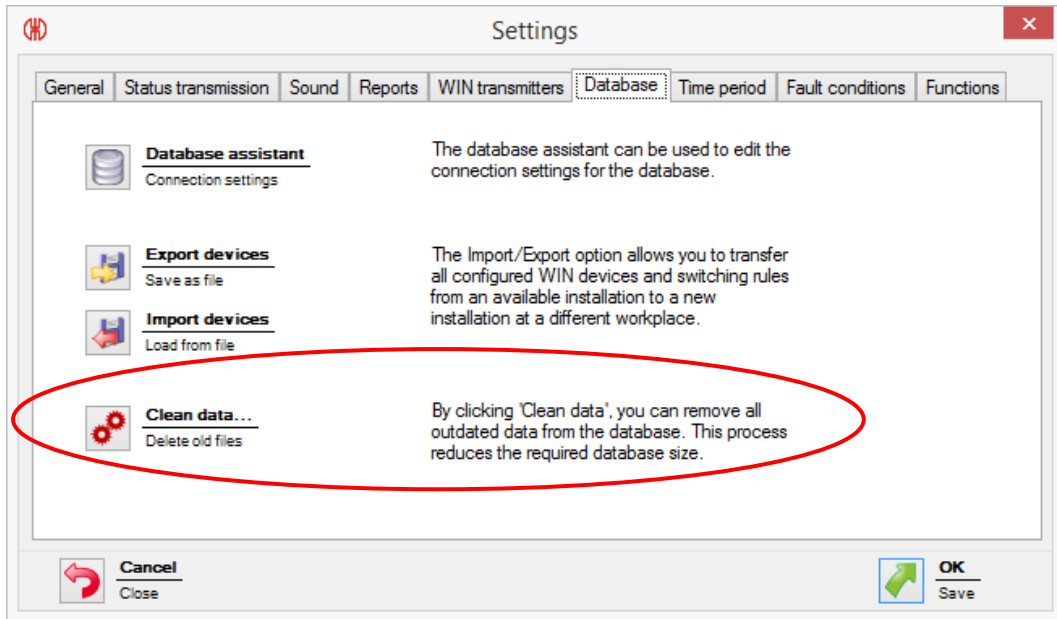 Settings
General Status transmission Sound Reports WIN transmitters Database Time period Fault conditions Functions
Database assistant
Connection settings
The database assistant can be used to edit the
connection settings for the database.
Export devices
Save as file
Import devices
Load from file
The Import/Export option allows you to transfer
all configured WIN devices and switching rules
from an available installation to a new
installation at a different workplace.
Clean data...
Delete old files
By clicking 'Clean data', you can remove all
outdated data from the database. This process
reduces the required database size.
Cancel
Close
OK
Save